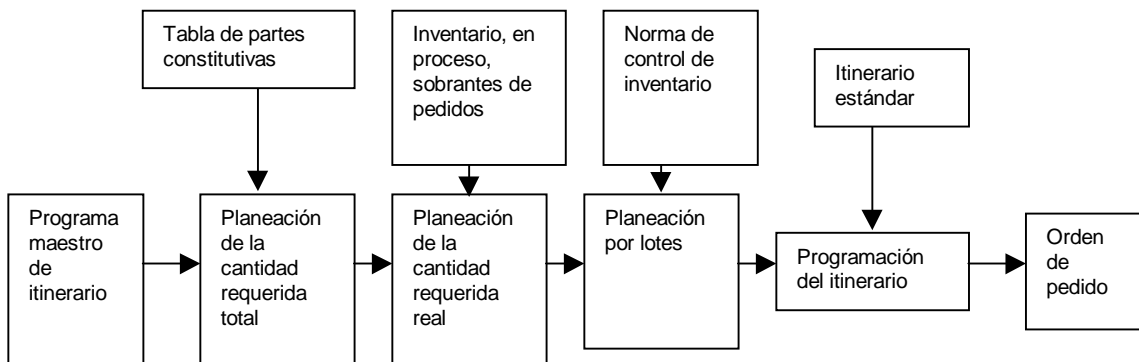 Tabla de partes
constitutivas
Inventario, en
proceso,
sobrantes de
pedidos
Norma de
control de
inventario
Itinerario
estándar
Programa
maestro
de
itinerario
Planeación
de la
cantidad
requerida
total
Planeación
de la
cantidad
requerida
real
Planeación
por lotes
Programación
del itinerario
Orden
de
pedido